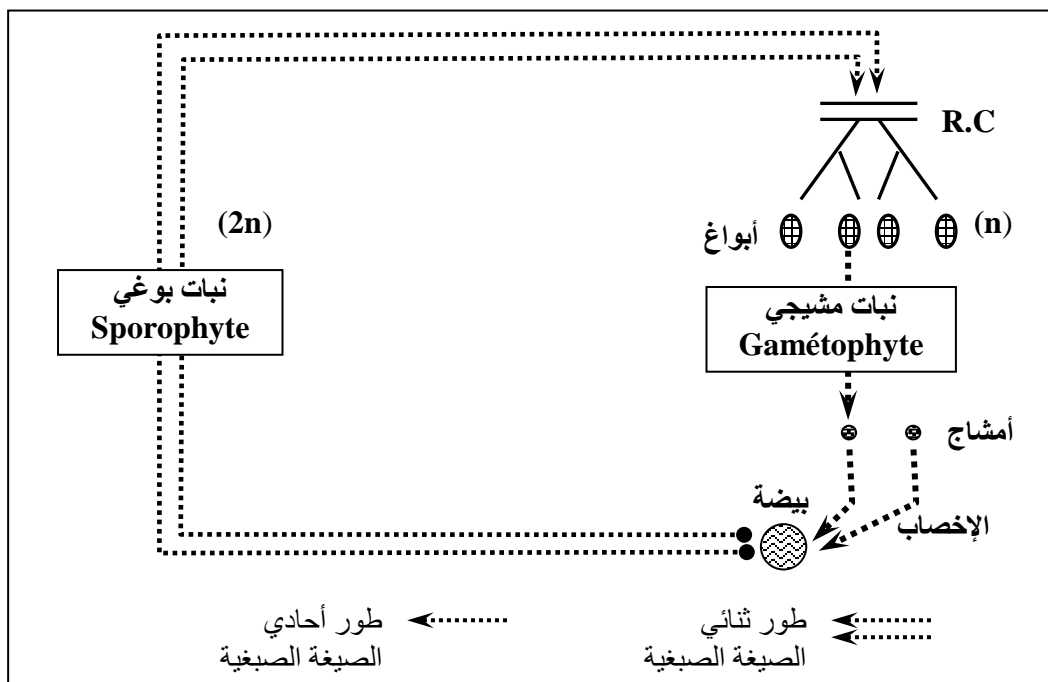 R.C
(2n)
(n)
أبواغ
نبات بوغي
Sporophyte
نبات مشيجي
Gamétophyte
أمشاج
بيضة
الإخصاب
طور ثنائي
الصيغة الصبغية
طور أحادي
الصيغة الصبغية